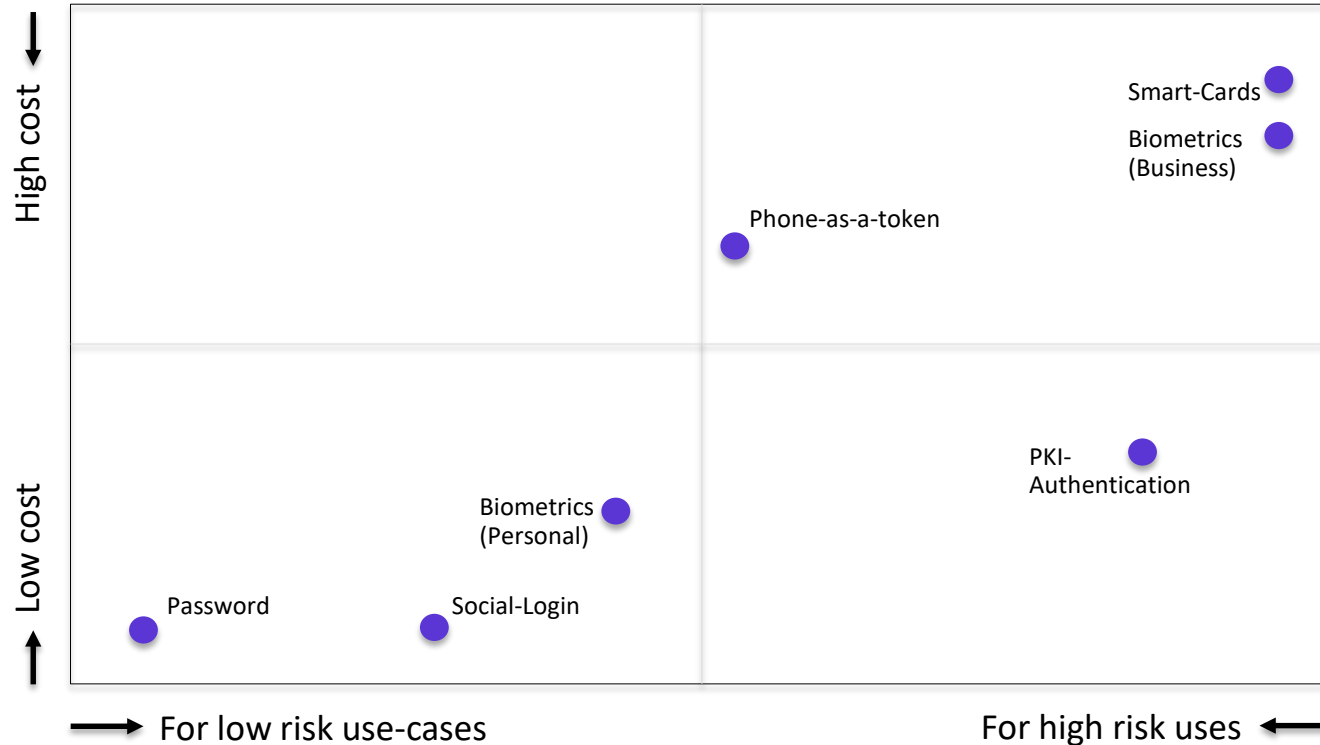 High cost
Smart-Cards
Biometrics
(Business)
Phone-as-a-token
PKI-
Authentication
Biometrics
(Personal)
Low cost
Password
Social-Login
For low risk use-cases
For high risk uses